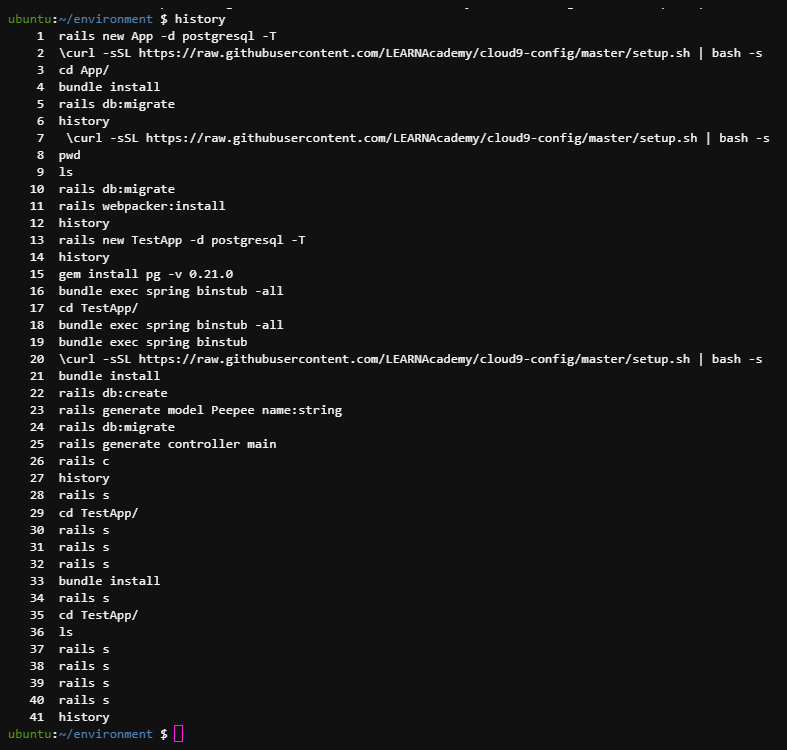 ubuntu:~/environment $ history
1 rails new App -d postgresql -T
2 \curl -sSL https://raw.githubusercontent.com/LEARNAcademy/cloud9-config/master/setup.sh | bash -s
3 cd App/
4 bundle install
5 rails db:migrate
6 history
7  \curl -sSL https://raw.githubusercontent.com/LEARNAcademy/cloud9-config/master/setup.sh | bash -s
8 pwd
9 ls
10 rails db:migrate
11 rails webpacker:install
12 history
13 rails new TestApp -d postgresql -T
14 history
15 gem install pg -v 0.21.0
16 bundle exec spring binstub -all
17 cd TestApp/
18 bundle exec spring binstub -all
19 bundle exec spring binstub
20 \curl -sSL https://raw.githubusercontent.com/LEARNAcademy/cloud9-config/master/setup.sh | bash -s
21 bundle install
22 rails db:create
23 rails generate model Peepee name:string
24 rails db:migrate
25 rails generate controller main
26 rails c
27 history
28 rails s
29 cd TestApp/
30 rails s
31 rails s
32 rails s
33 bundle install
34 rails s
35 cd TestApp/
36 ls
37 rails s
38 rails s
39 rails s
40 rails s
41 history
ubuntu:~/environment $